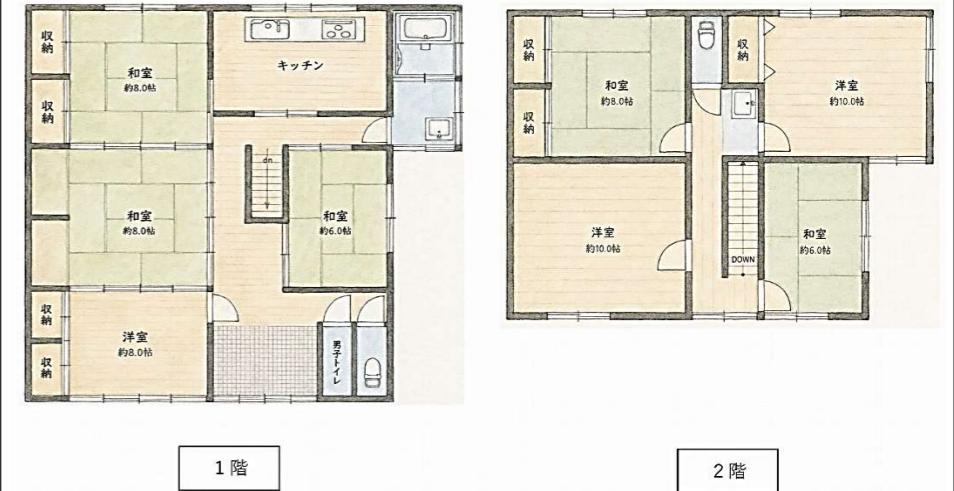 収納
和室
約8.0帖
収納
キッチン
dn
和室
約8.0帖
和室
約6.0帖
収納
洋室
約8.0帖
収納
男子トイレ
1階
収納
和室
約8.0帖
収納
収納
洋室
約10.0帖
洋室
約10.0帖
DOWN
和室
約6.0帖
2階